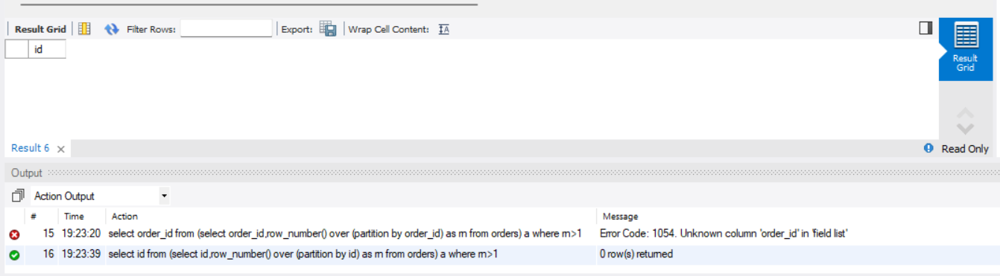 Result Grid Filter Rows: Export: Wrap Cell Content: IA
id
Result
Grid
Result 6 × Read Only
Output
Action Output
# Time Action Message
15 19:23:20 select order_id from (select order_id,row_number() over (partition by order_id) as rn from orders) a where rn>1 Error Code: 1054. Unknown column 'order_id' in 'field list'
16 19:23:39 select id from (select id,row_number() over (partition by id) as rn from orders) a where rn>1 0 row(s) returned